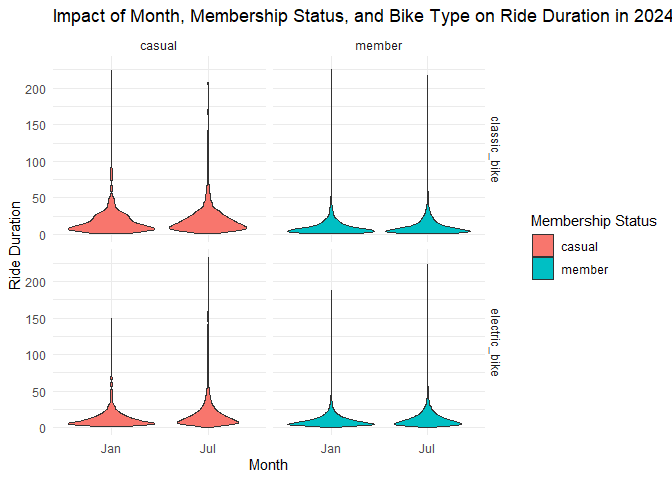 Impact of Month, Membership Status, and Bike Type on Ride Duration in 2024
casual
member
200
150
100
50
0
classic_bike
200
150
100
50
0
electric_bike
Ride Duration
Jan
Jul
Jan
Jul
Month
Membership Status
casual
member